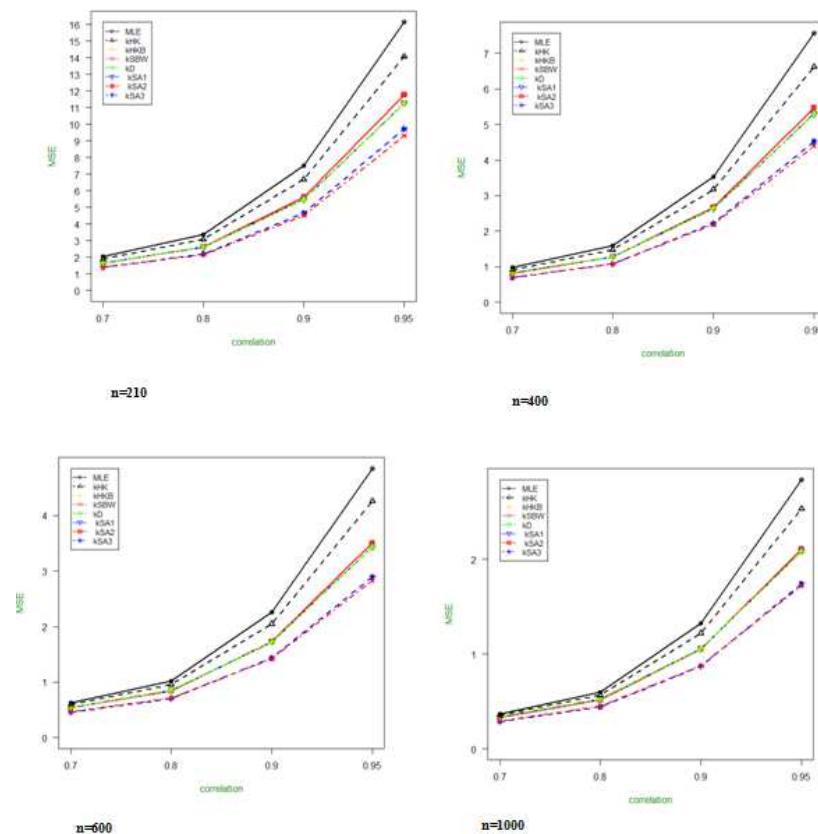 16
15
14
13
12
11
10
9
8
7
6
5
4
3
2
1
0
MSE
MLE
kHK
kHKB
kSBW
kD
kSA1
kSA2
kSA3
0.7
0.8
0.9
0.95
correlation
n=210
7
6
5
4
3
2
1
0
MSE
MLE
kHK
kHKB
kSBW
kD
kSA1
kSA2
kSA3
0.7
0.8
0.9
0.9
correlation
n=400
4
3
2
1
0
MSE
MLE
kHK
kHKB
kSBW
kD
kSA1
kSA2
kSA3
0.7
0.8
0.9
0.95
correlation
n=600
2
1
0
MSE
MLE
kHK
kHKB
kSBW
kD
kSA1
kSA2
kSA3
0.7
0.8
0.9
0.95
correlation
n=1000